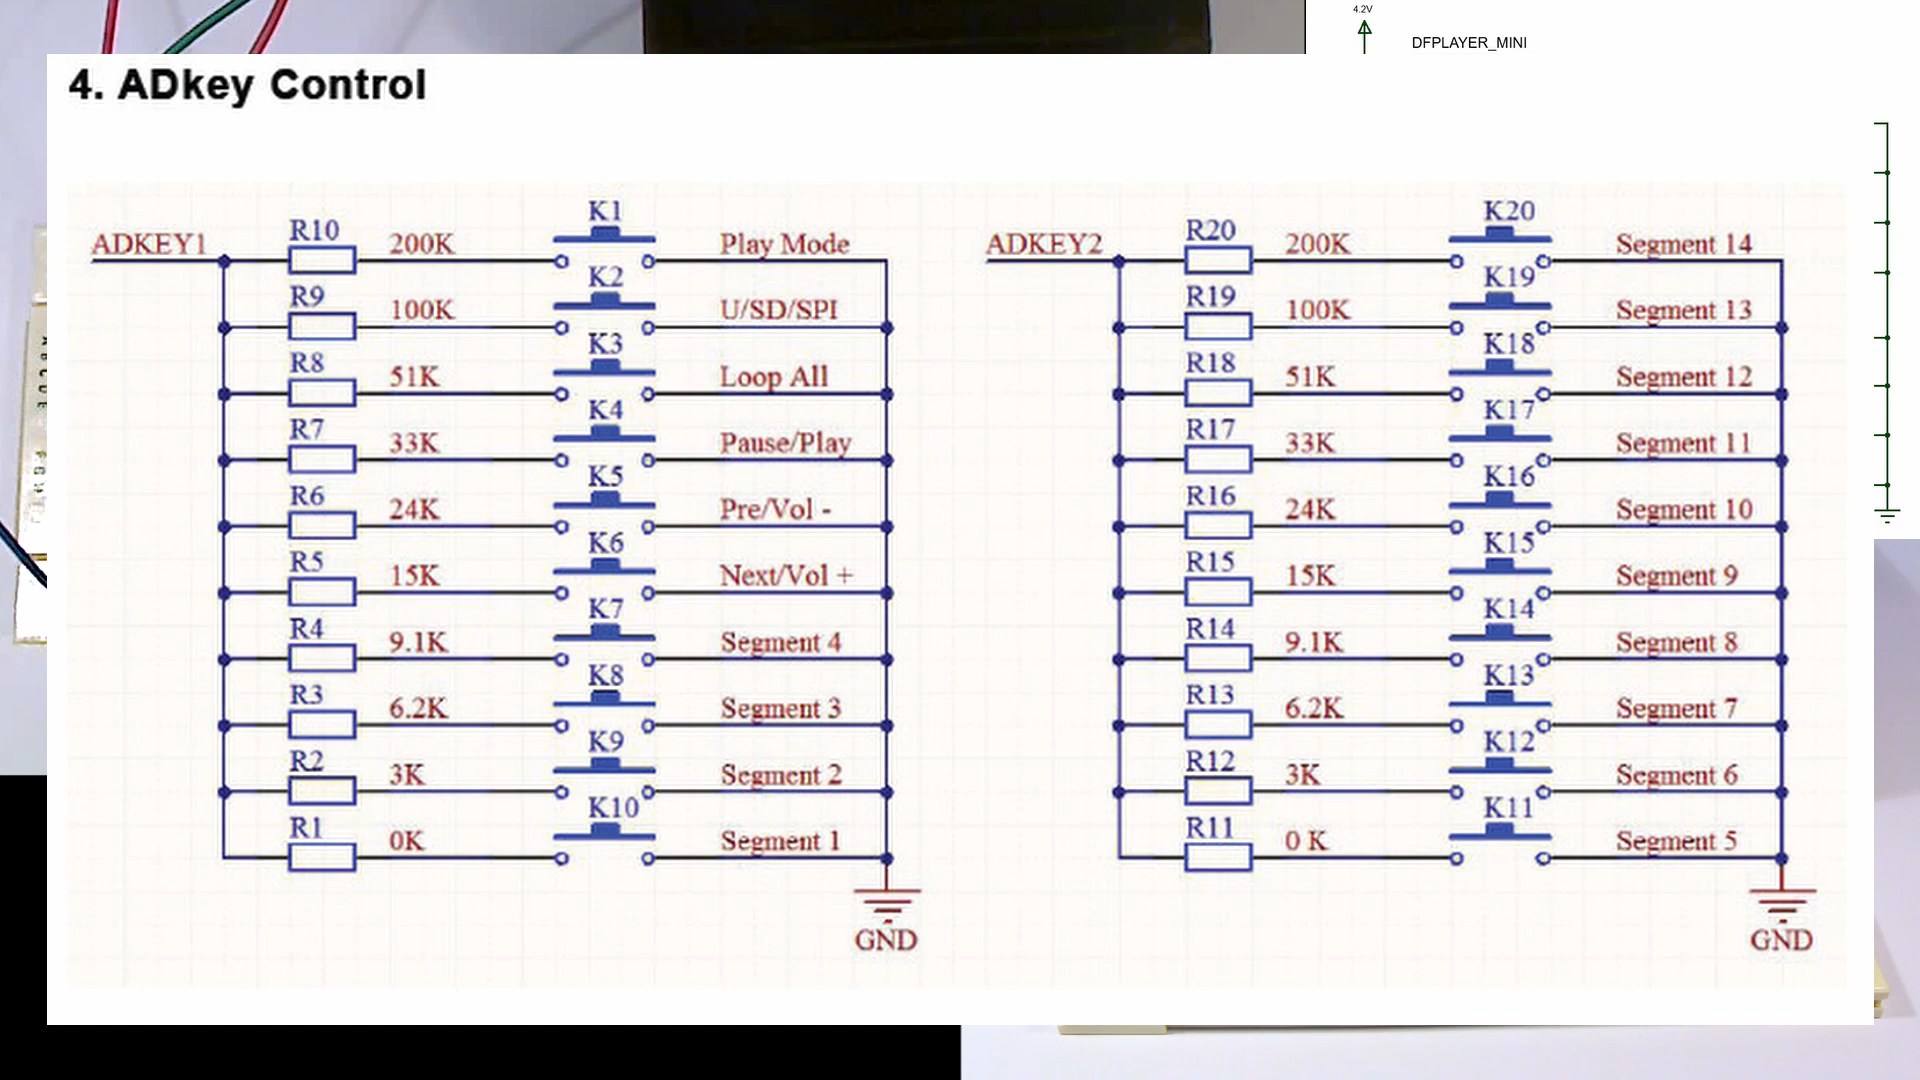 4.2V
DFPLAYER_MINI
4. ADkey Control
ADKEY1 R10 200K K1 Play Mode
R9 100K K2 U/SD/SPI
R8 51K K3 Loop All
R7 33K K4 Pause/Play
R6 24K K5 Pre/Vol -
R5 15K K6 Next/Vol +
R4 9.1K K7 Segment 4
R3 6.2K K8 Segment 3
R2 3K K9 Segment 2
R1 0K K10 Segment 1
GND
ADKEY2 R20 200K K20 Segment 14
R19 100K K19 Segment 13
R18 51K K18 Segment 12
R17 33K K17 Segment 11
R16 24K K16 Segment 10
R15 15K K15 Segment 9
R14 9.1K K14 Segment 8
R13 6.2K K13 Segment 7
R12 3K K12 Segment 6
R11 0 K K11 Segment 5
GND